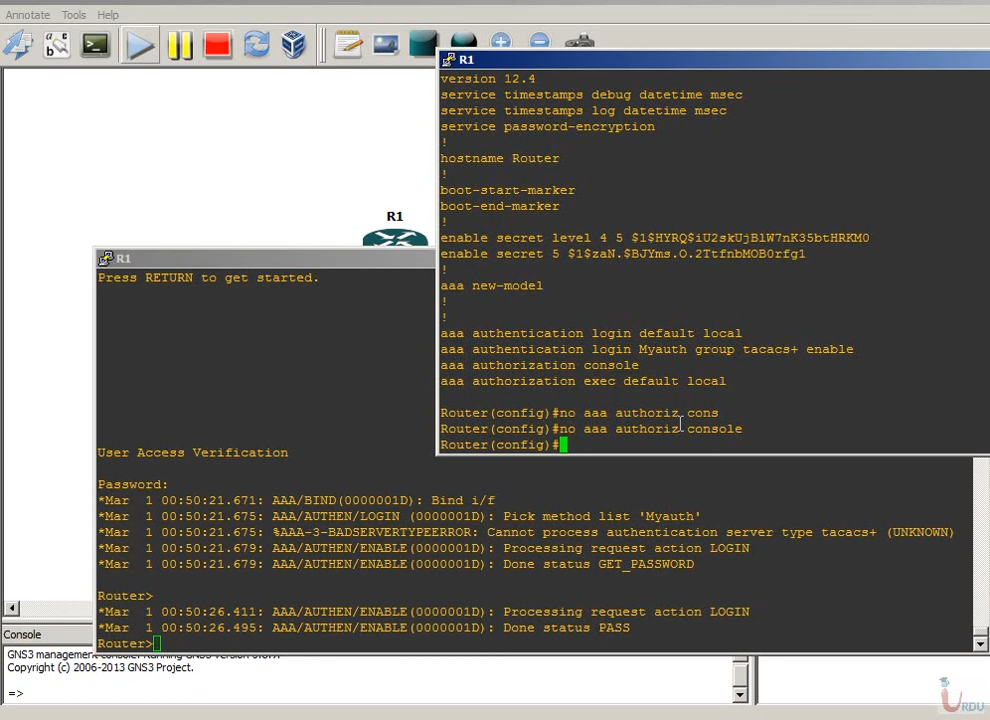 Annotate Tools Help
R1
version 12.4
service timestamps debug datetime msec
service timestamps log datetime msec
service password-encryption
!
hostname Router
!
boot-start-marker
boot-end-marker
!
enable secret level 4 5 $1$HYRQ$iU2skUjBlW7nK35btHRKM0
enable secret 5 $1$zaN.$BJYms.O.2TtfnbMOB0rfg1
!
aaa new-model
!
!
aaa authentication login default local
aaa authentication login Myauth group tacacs+ enable
aaa authorization console
aaa authorization exec default local
Router(config)#no aaa authoriz cons
Router(config)#no aaa authoriz console
Router(config)#
R1
R1
Press RETURN to get started.
User Access Verification
Password:
*Mar 1 00:50:21.671: AAA/BIND(0000001D): Bind i/f
*Mar 1 00:50:21.675: AAA/AUTHEN/LOGIN (0000001D): Pick method list 'Myauth'
*Mar 1 00:50:21.675: %AAA-3-BADSERVERTYPEERROR: Cannot process authentication server type tacacs+ (UNKNOWN)
*Mar 1 00:50:21.679: AAA/AUTHEN/ENABLE(0000001D): Processing request action LOGIN
*Mar 1 00:50:21.679: AAA/AUTHEN/ENABLE(0000001D): Done status GET_PASSWORD
Router>
*Mar 1 00:50:26.411: AAA/AUTHEN/ENABLE(0000001D): Processing request action LOGIN
*Mar 1 00:50:26.495: AAA/AUTHEN/ENABLE(0000001D): Done status PASS
Router>
Console
GNS3 management console.
Copyright (c) 2006-2013 GNS3 Project.
=>
URDU